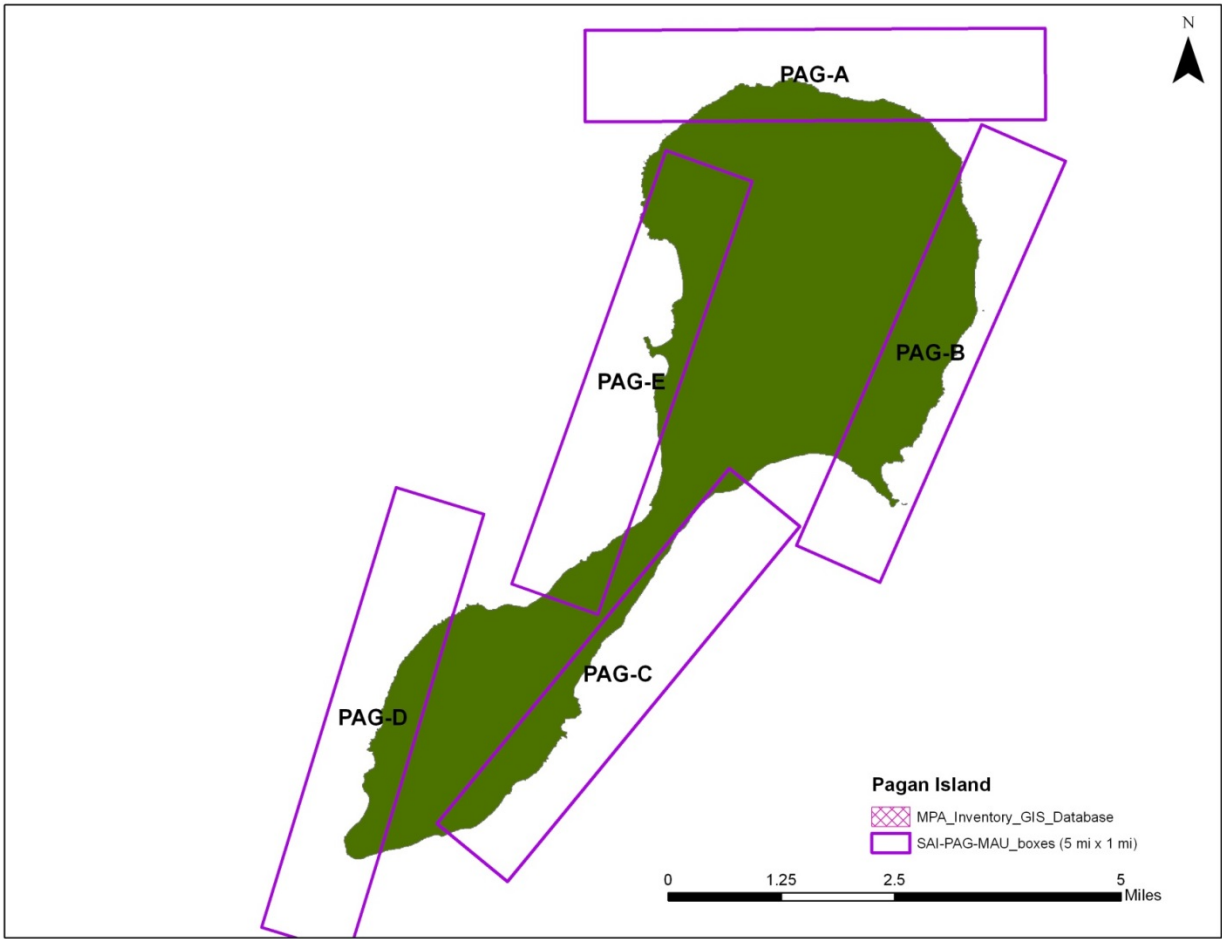 N
PAG-A
PAG-B
PAG-E
PAG-C
PAG-D
Pagan Island
MPA_Inventory_GIS_Database
SAI-PAG-MAU_boxes (5 mi x 1 mi)
0 1.25 2.5 5
Miles